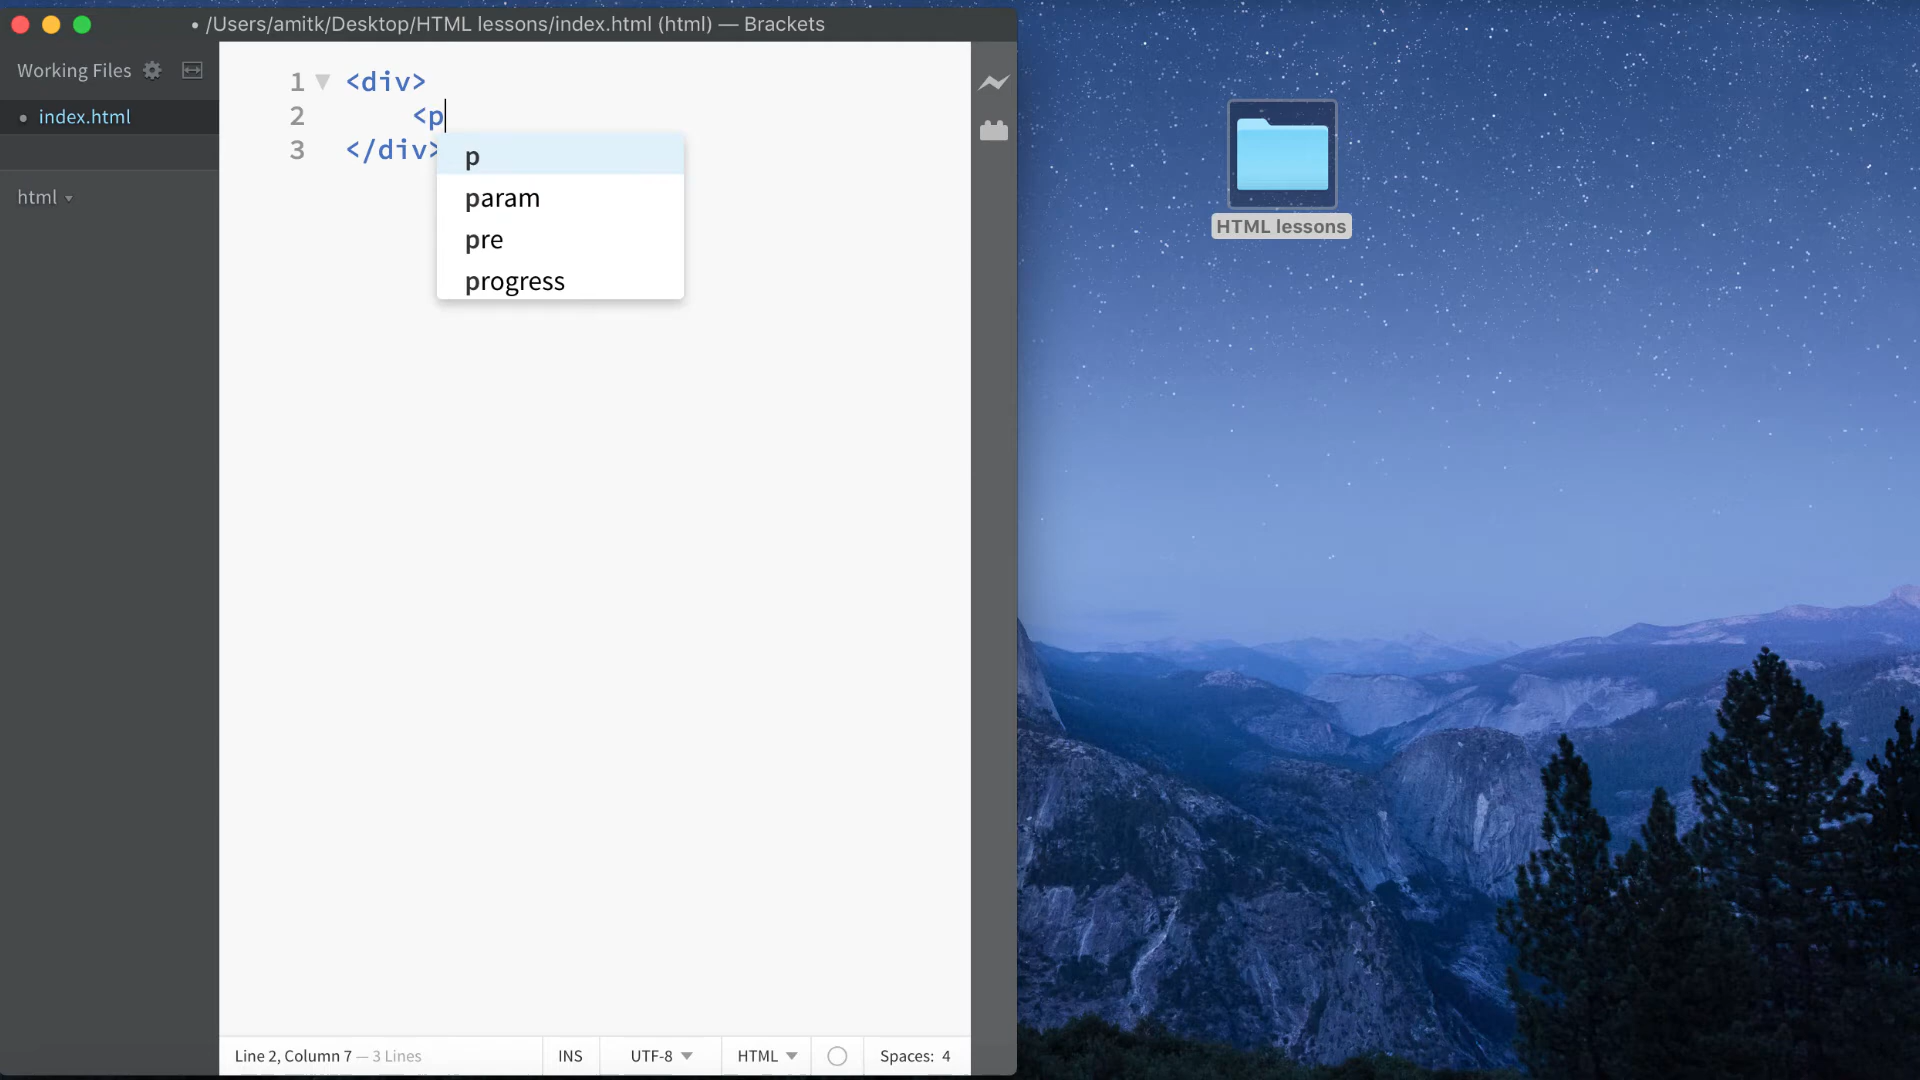 • /Users/amitk/Desktop/HTML lessons/index.html (html) — Brackets
Working Files
• index.html
html
1 <div>
2 <p
3 </div>
p
param
pre
progress
HTML lessons
Line 2, Column 7 — 3 Lines
INS
UTF-8
HTML
Spaces: 4